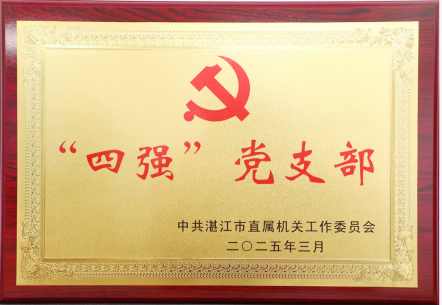 “四强”党支部
中共湛江市直属机关工作委员会
二〇二五年三月